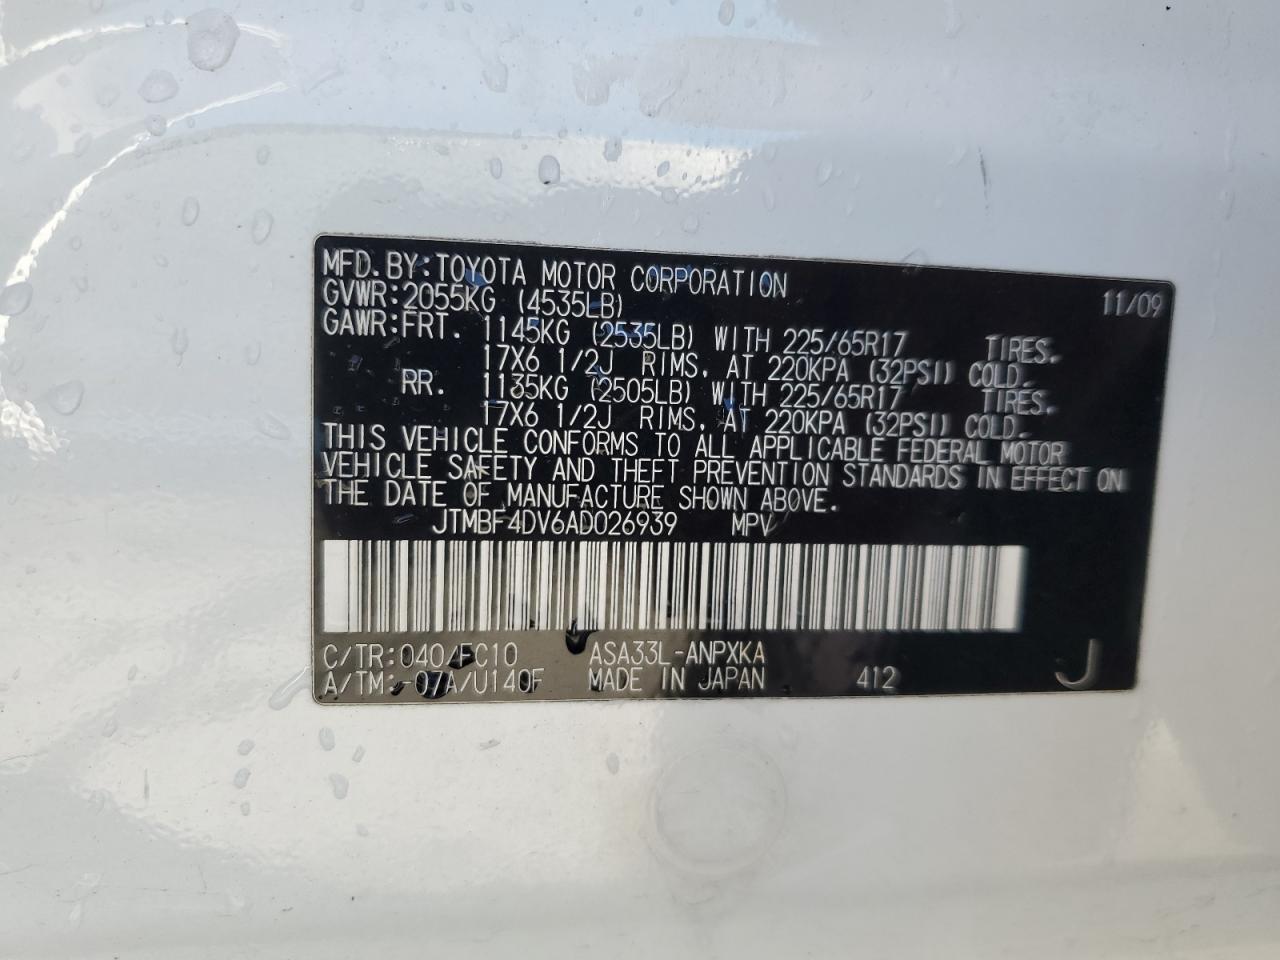 MFD.BY:TOYOTA MOTOR CORPORATION 11/09
GVWR:2055KG (4535LB)
GAWR:FRT. 1145KG (2535LB) WITH 225/65R17 TIRES.
17X6 1/2J RIMS, AT 220KPA (32PSI) COLD.
RR. 1135KG (2505LB) WITH 225/65R17 TIRES.
17X6 1/2J RIMS, AT 220KPA (32PSI) COLD.
THIS VEHICLE CONFORMS TO ALL APPLICABLE FEDERAL MOTOR
VEHICLE SAFETY AND THEFT PREVENTION STANDARDS IN EFFECT ON
THE DATE OF MANUFACTURE SHOWN ABOVE.
JTMBF4DV6AD026939 MPV
C/TR:040/FC10 ASA33L-ANPXKA
A/TM:-07A/U140F MADE IN JAPAN 412 J